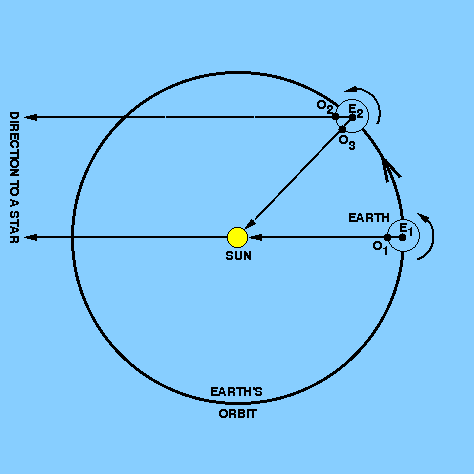 O2
E2
O3
DIRECTION TO A STAR
EARTH
E1
O1
SUN
EARTH'S
ORBIT